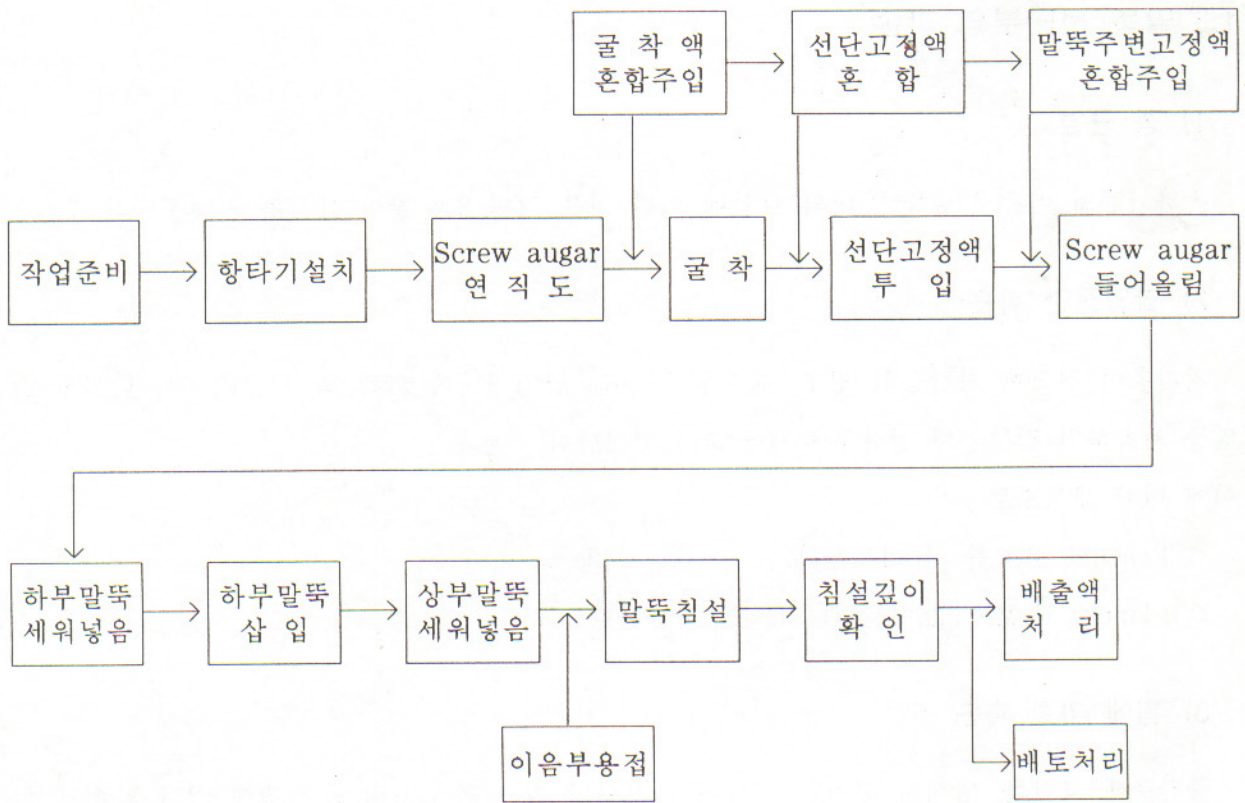 굴 착 액
혼합주입
선단고정액
혼 합
말뚝주변고정액
혼합주입
작업준비
항타기설치
Screw augar
연 직 도
굴 착
선단고정액
투 입
Screw augar
들어올림
하부말뚝
세워넣음
하부말뚝
삽 입
상부말뚝
세워넣음
말뚝침설
침설깊이
확 인
배출액
처 리
이음부용접
배토처리